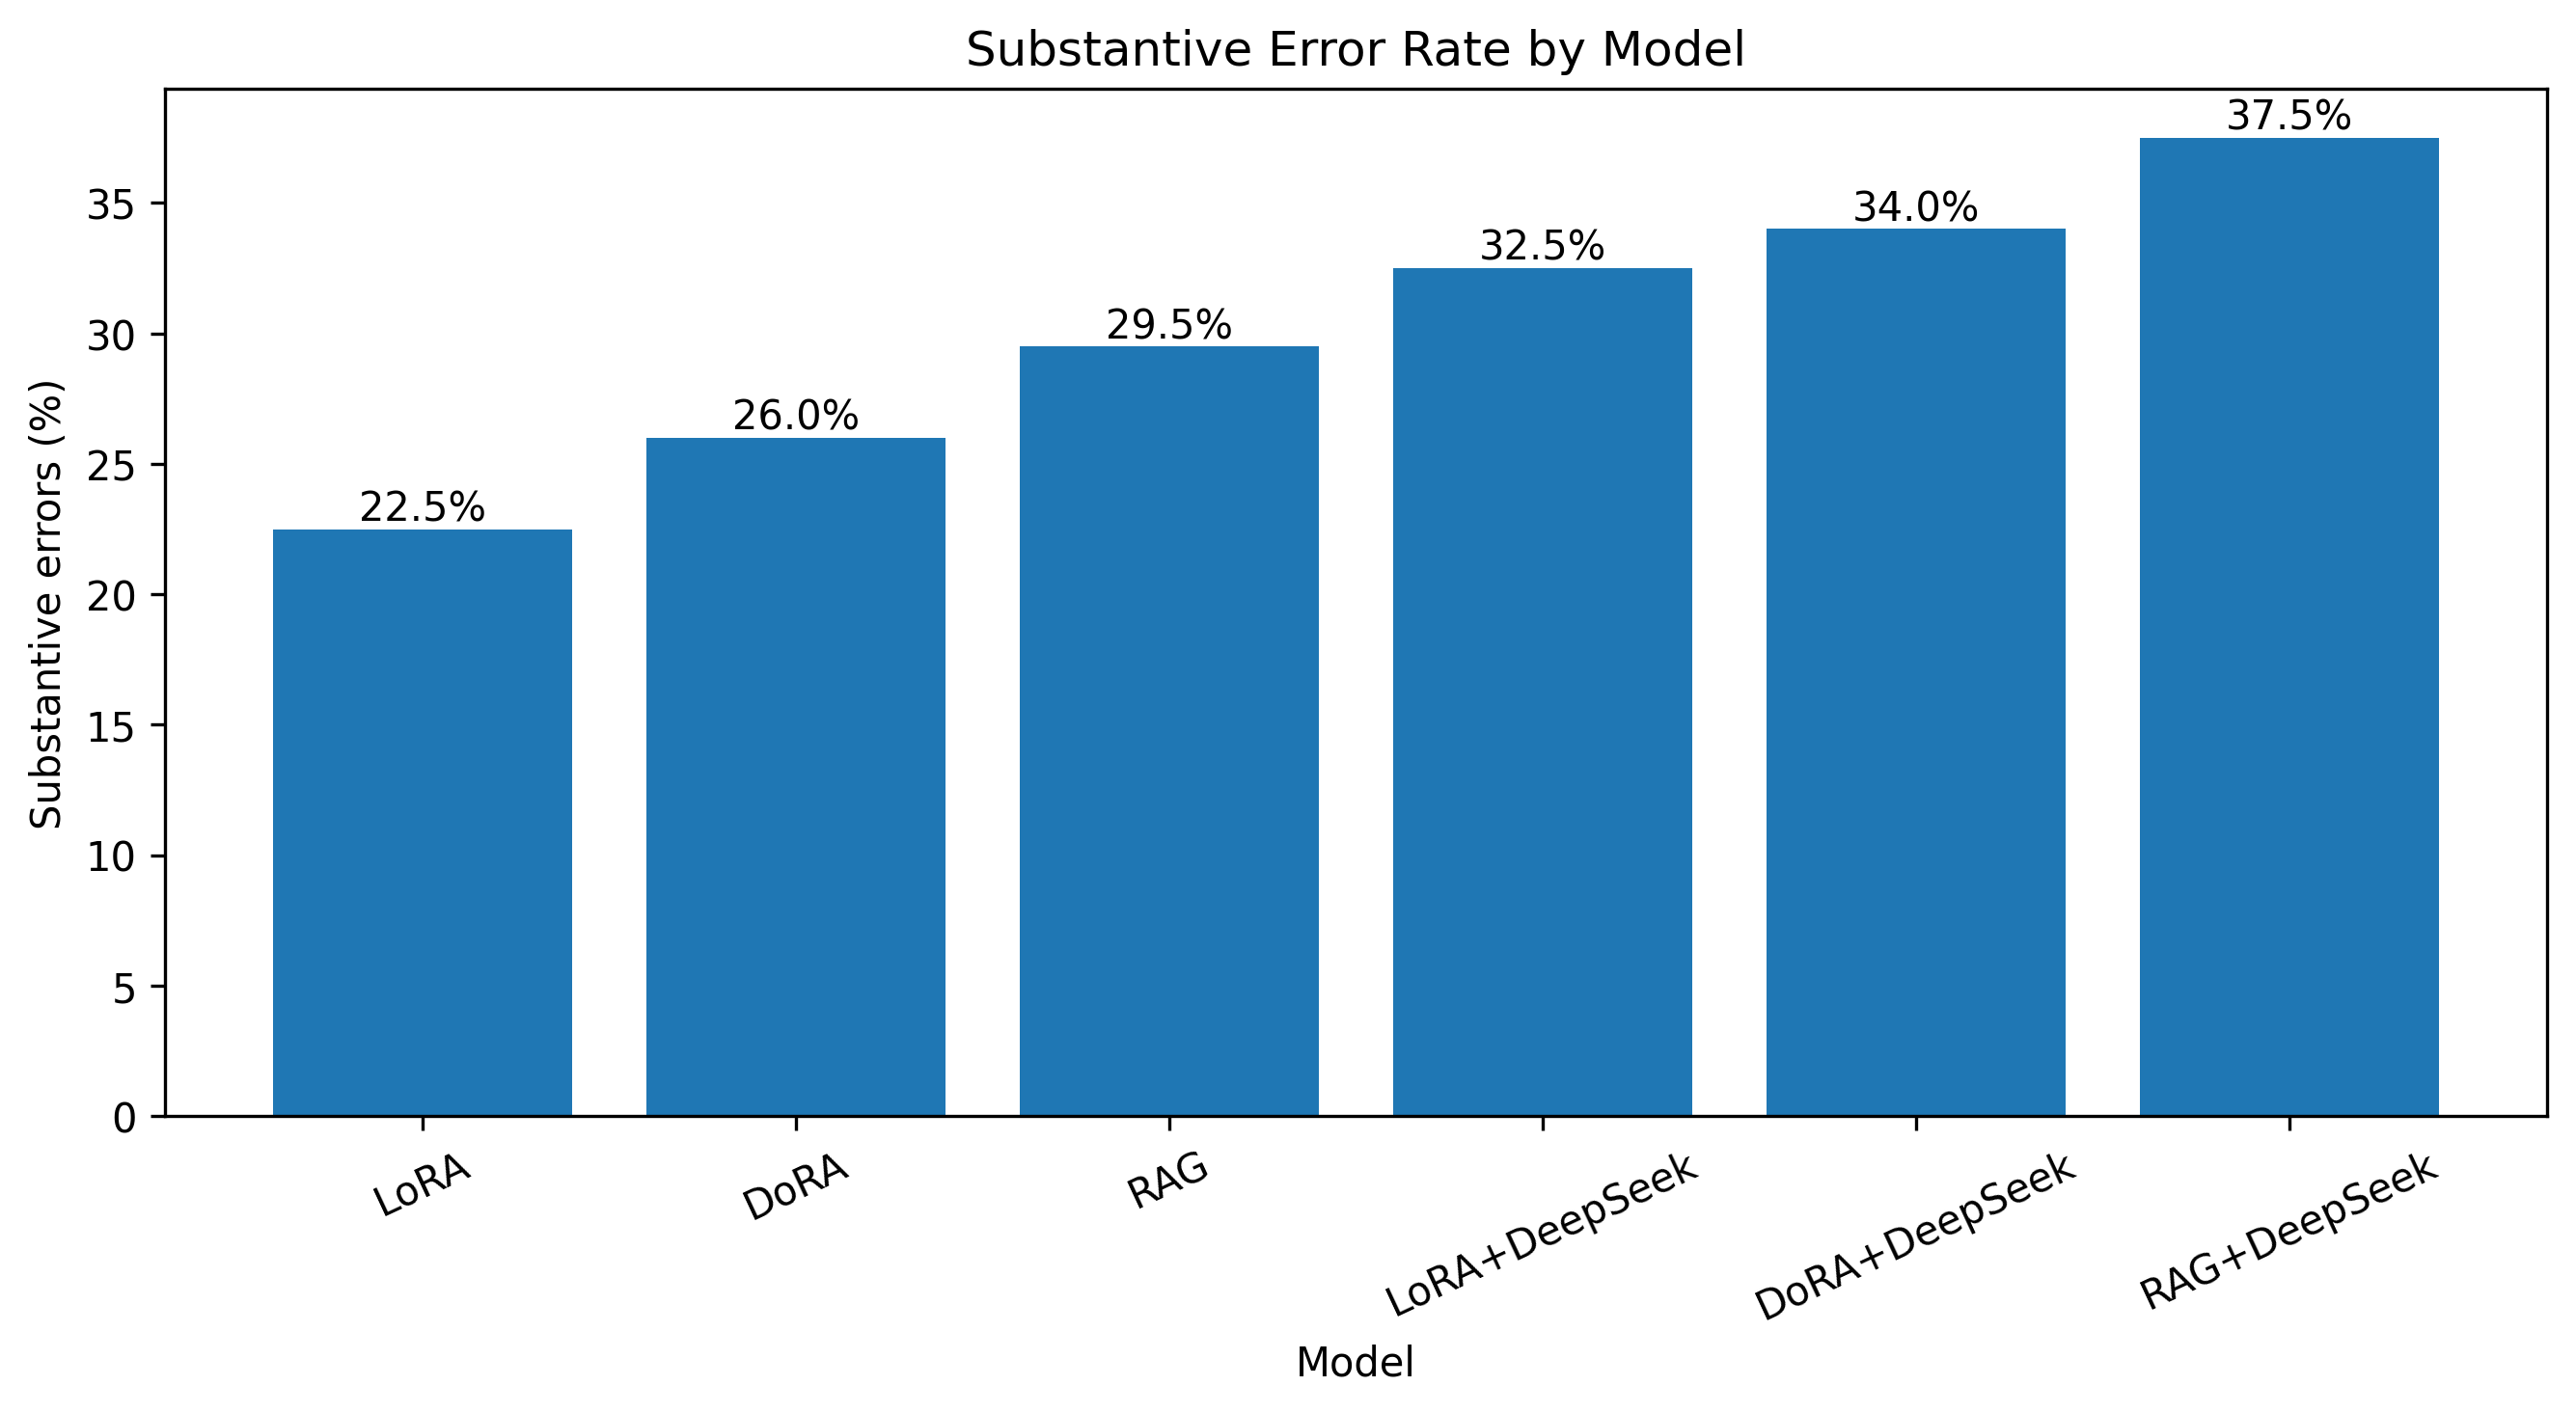 Substantive Error Rate by Model
Substantive errors (%)
35
30
25
20
15
10
5
0
22.5%
26.0%
29.5%
32.5%
34.0%
37.5%
LoRA
DoRA
RAG
LoRA+DeepSeek
DoRA+DeepSeek
RAG+DeepSeek
Model